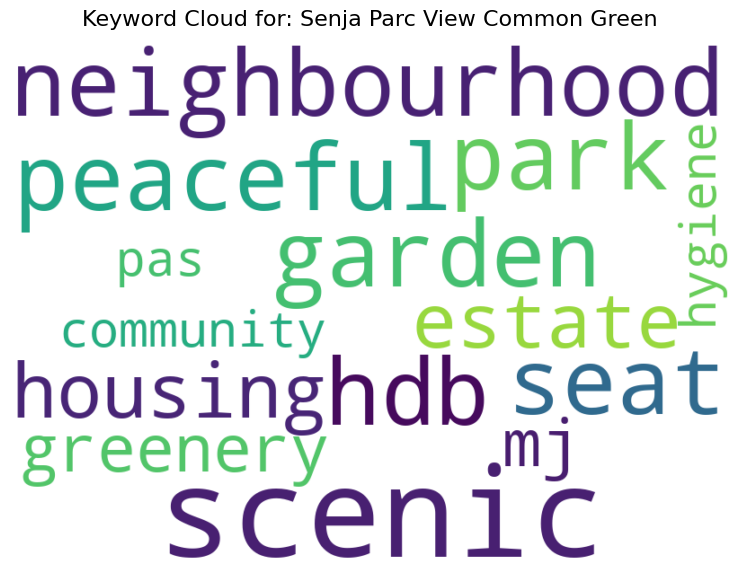 Keyword Cloud for: Senja Parc View Common Green
neighbourhood
peaceful park
hygiene
pas garden
community estate
housing hdb seat
greenery mj
scenic